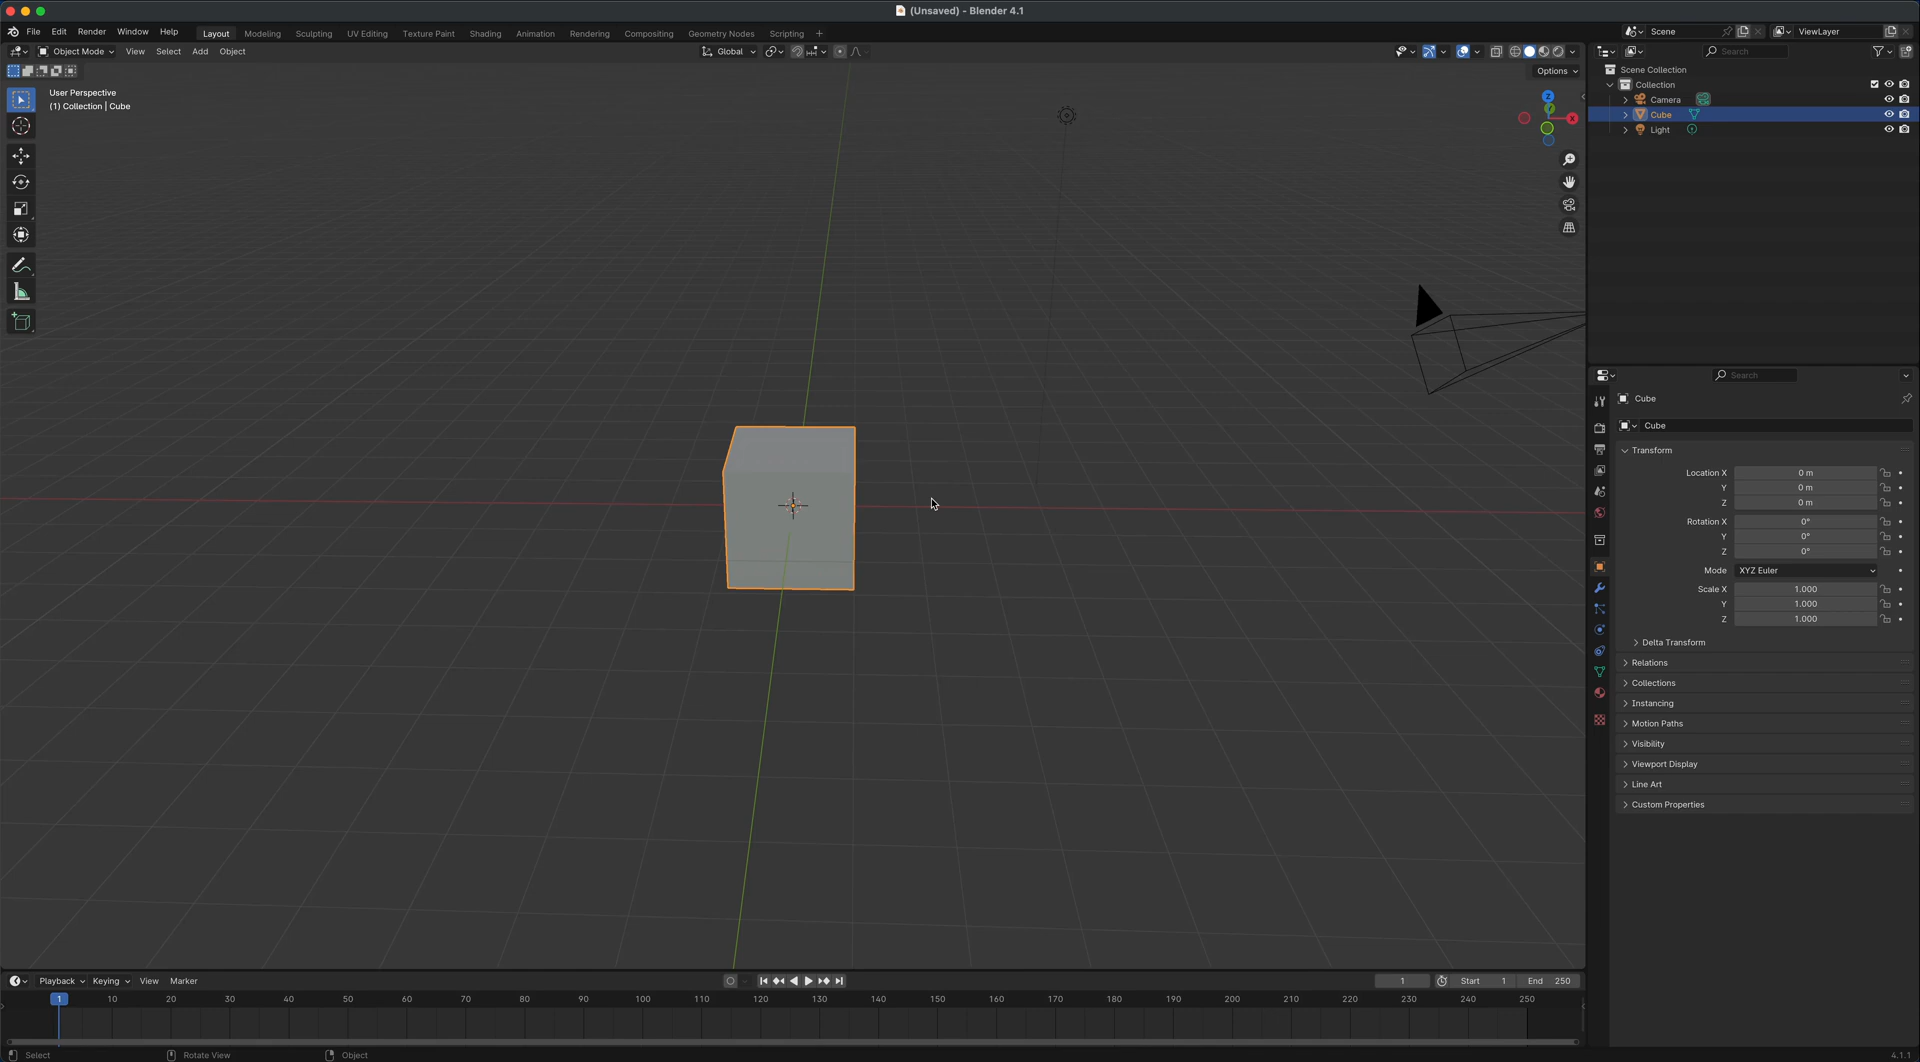 (Unsaved) - Blender 4.1
File Edit Render Window Help Layout Modeling Sculpting UV Editing Texture Paint Shading Animation Rendering Compositing Geometry Nodes Scripting + Scene ViewLayer
Object Mode View Select Add Object Global Search
Options
User Perspective
(1) Collection | Cube
Z
Y
X
Scene Collection
Collection
Camera
Cube
Light
Search
Cube
Cube
Transform
Location X 0 m
Y 0 m
Z 0 m
Rotation X 0°
Y 0°
Z 0°
Mode XYZ Euler
Scale X 1.000
Y 1.000
Z 1.000
Delta Transform
Relations
Collections
Instancing
Motion Paths
Visibility
Viewport Display
Line Art
Custom Properties
Playback Keying View Marker 1 Start 1 End 250
1 10 20 30 40 50 60 70 80 90 100 110 120 130 140 150 160 170 180 190 200 210 220 230 240 250
Select Rotate View Object 4.1.1